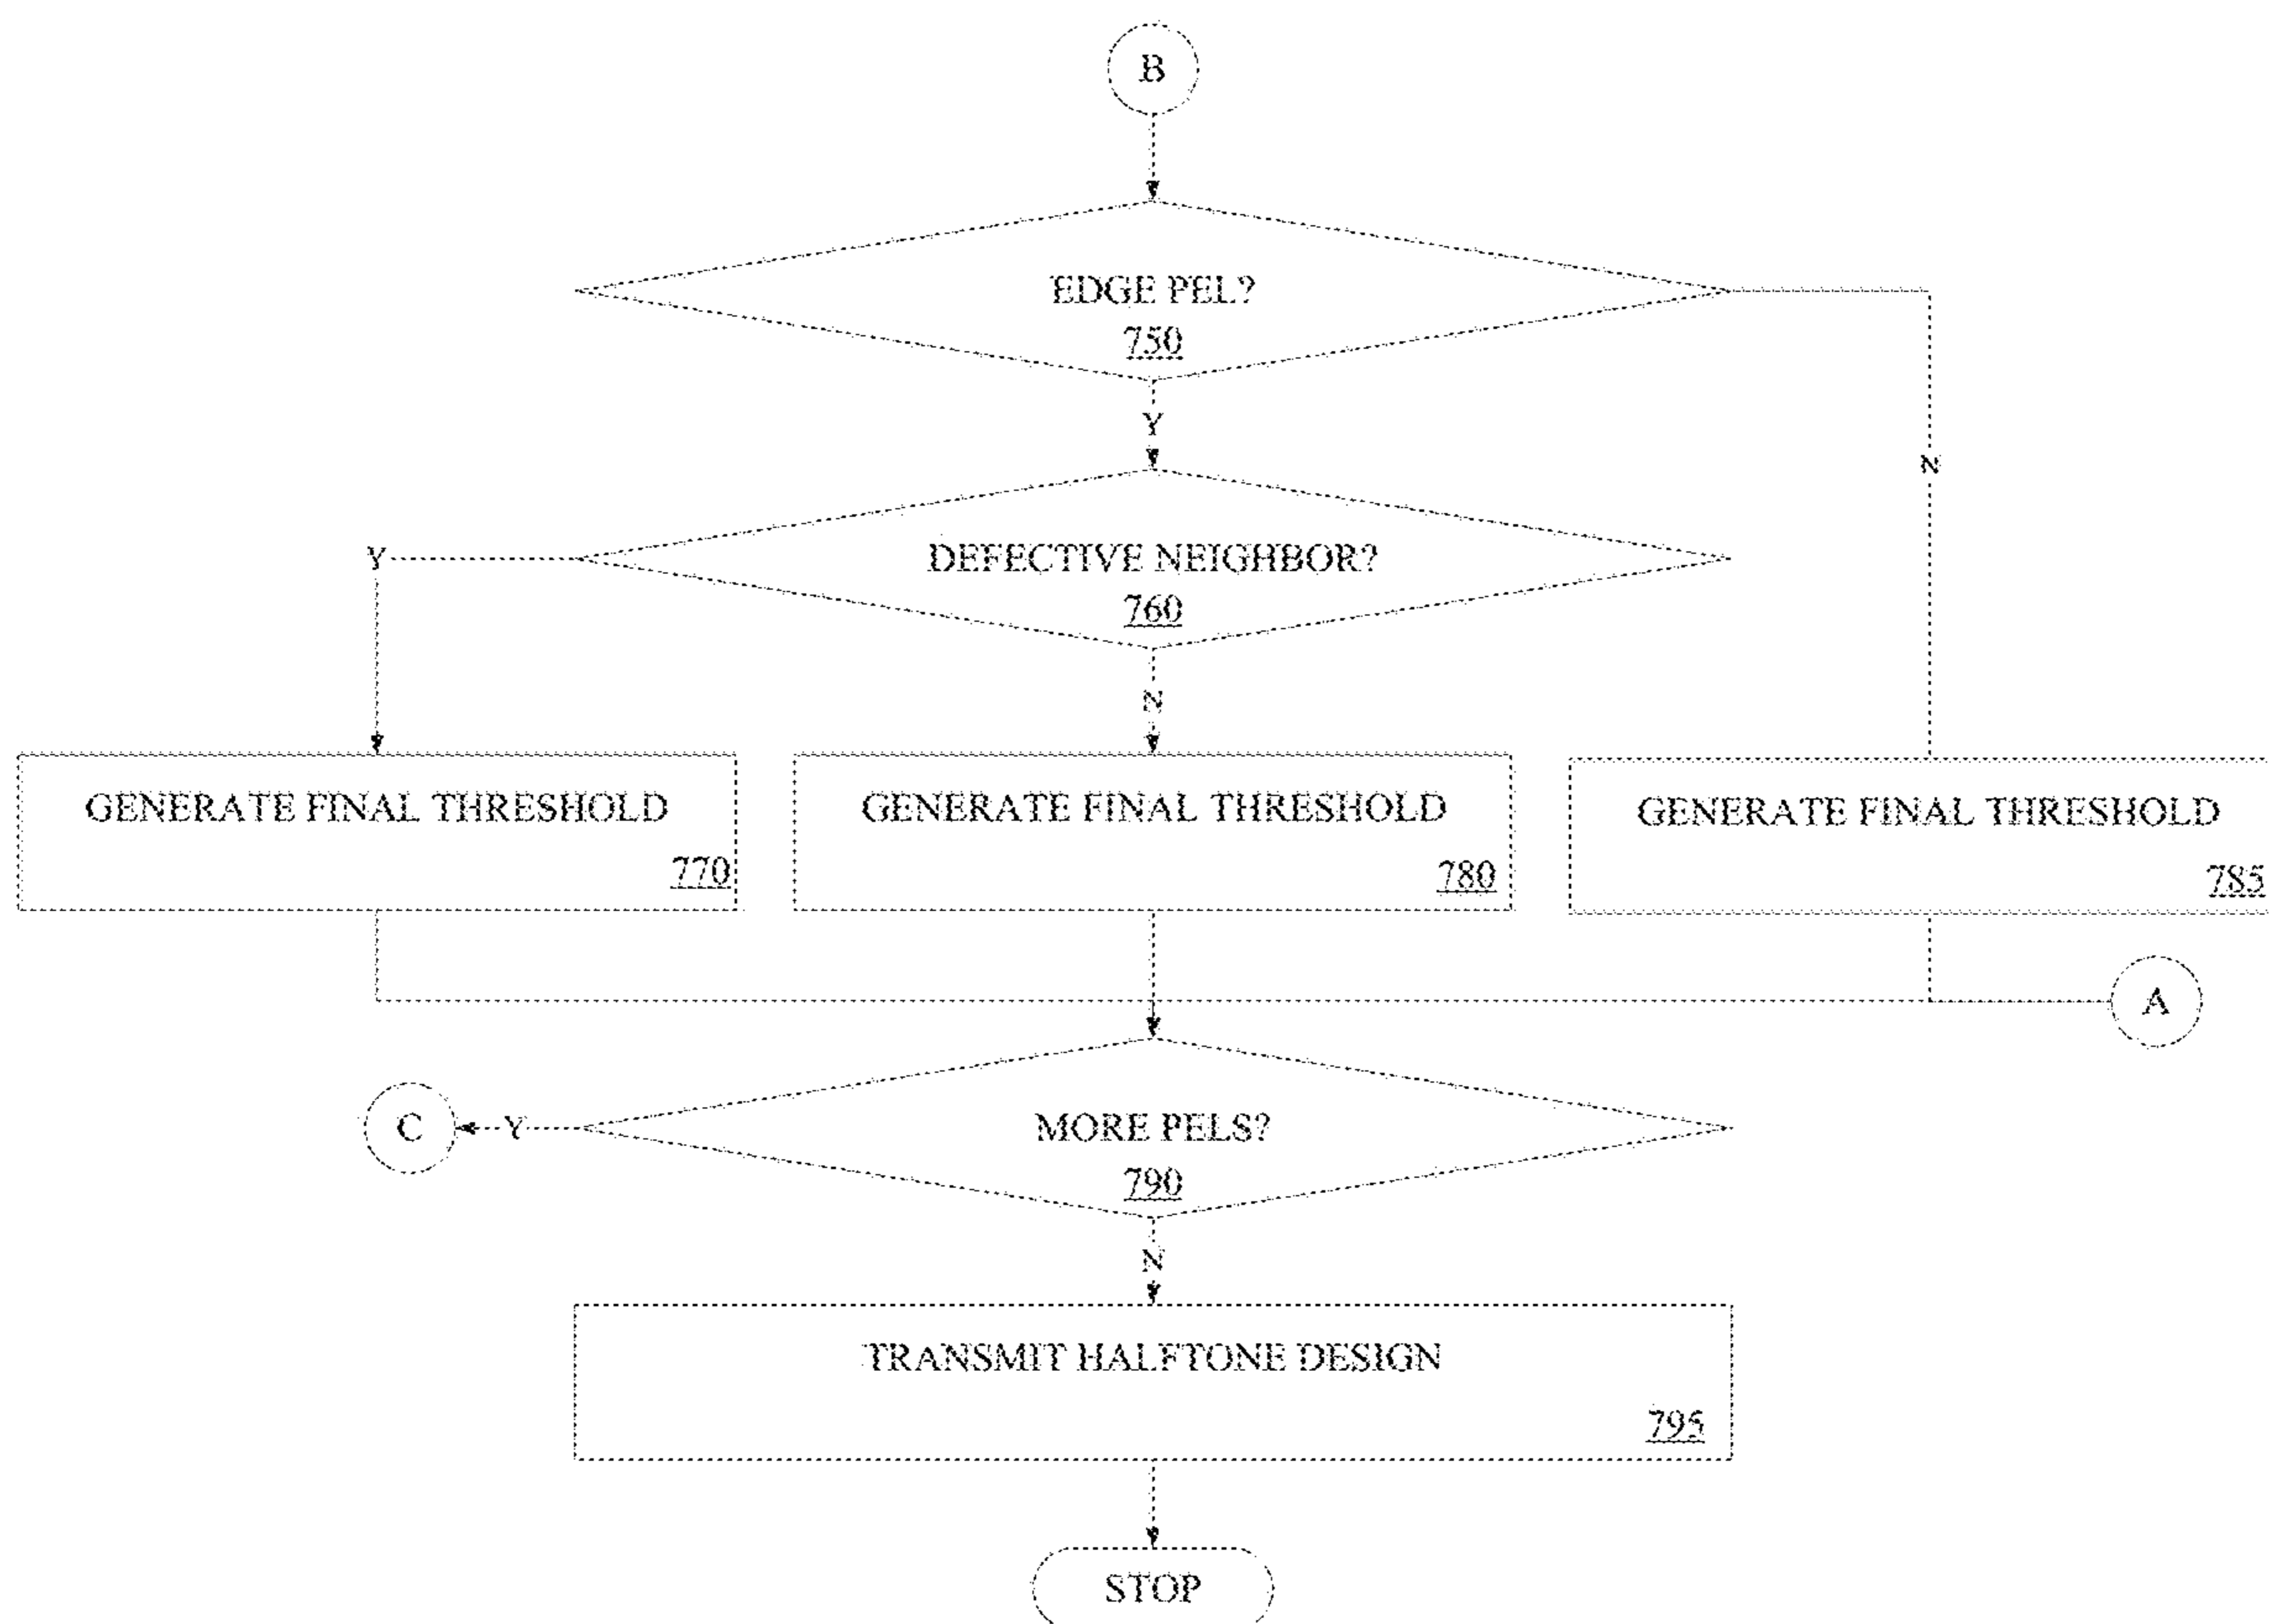 B
EDGE PEL?
750
Y
N
DEFECTIVE NEIGHBOR?
760
Y
N
GENERATE FINAL THRESHOLD
770
GENERATE FINAL THRESHOLD
780
GENERATE FINAL THRESHOLD
785
A
MORE PELS?
790
C
Y
N
TRANSMIT HALFTONE DESIGN
795
STOP